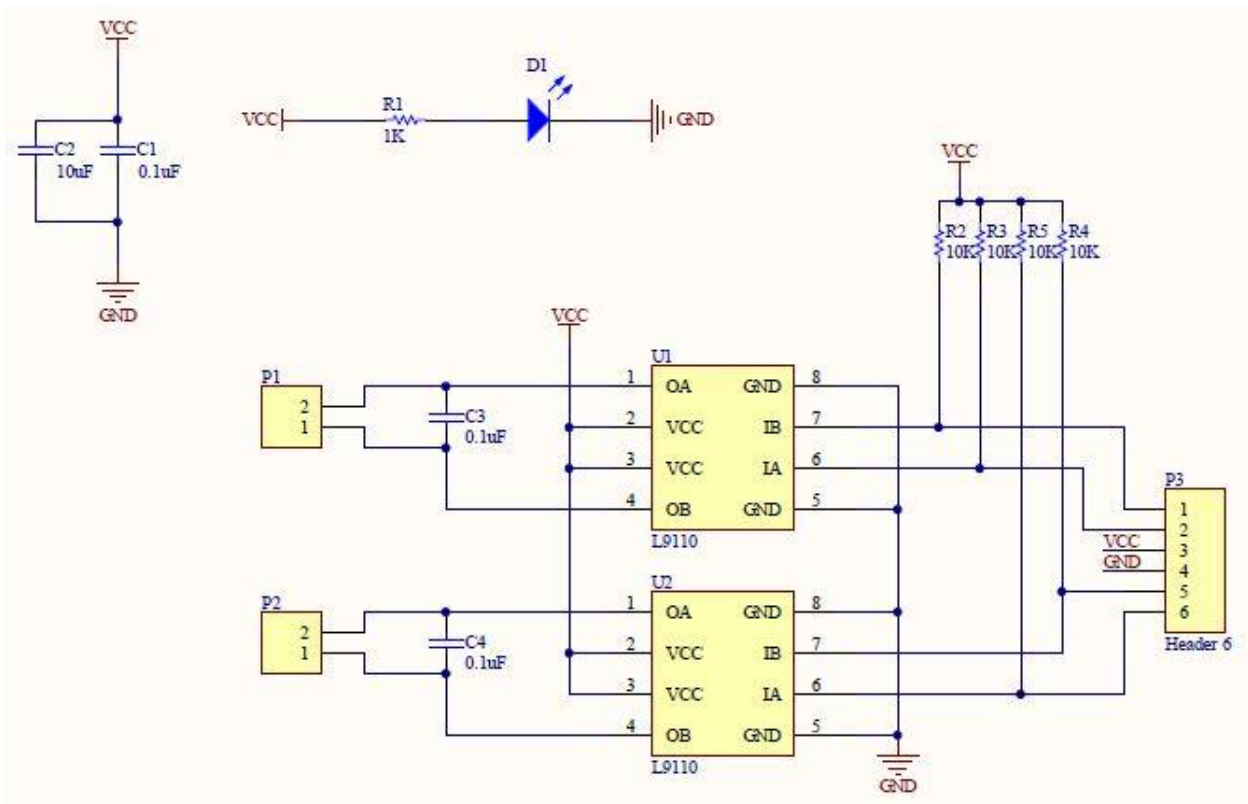 VCC
C2
10uF
C1
0.1uF
GND
VCC
R1
1K
D1
GND
VCC
R2
10K
R3
10K
R5
10K
R4
10K
VCC
P1
2
1
C3
0.1uF
U1
1 OA GND 8
2 VCC IB 7
3 VCC IA 6
4 OB GND 5
L9110
P3
1
2
VCC 3
GND 4
5
6
Header 6
P2
2
1
C4
0.1uF
U2
1 OA GND 8
2 VCC IB 7
3 VCC IA 6
4 OB GND 5
L9110
GND